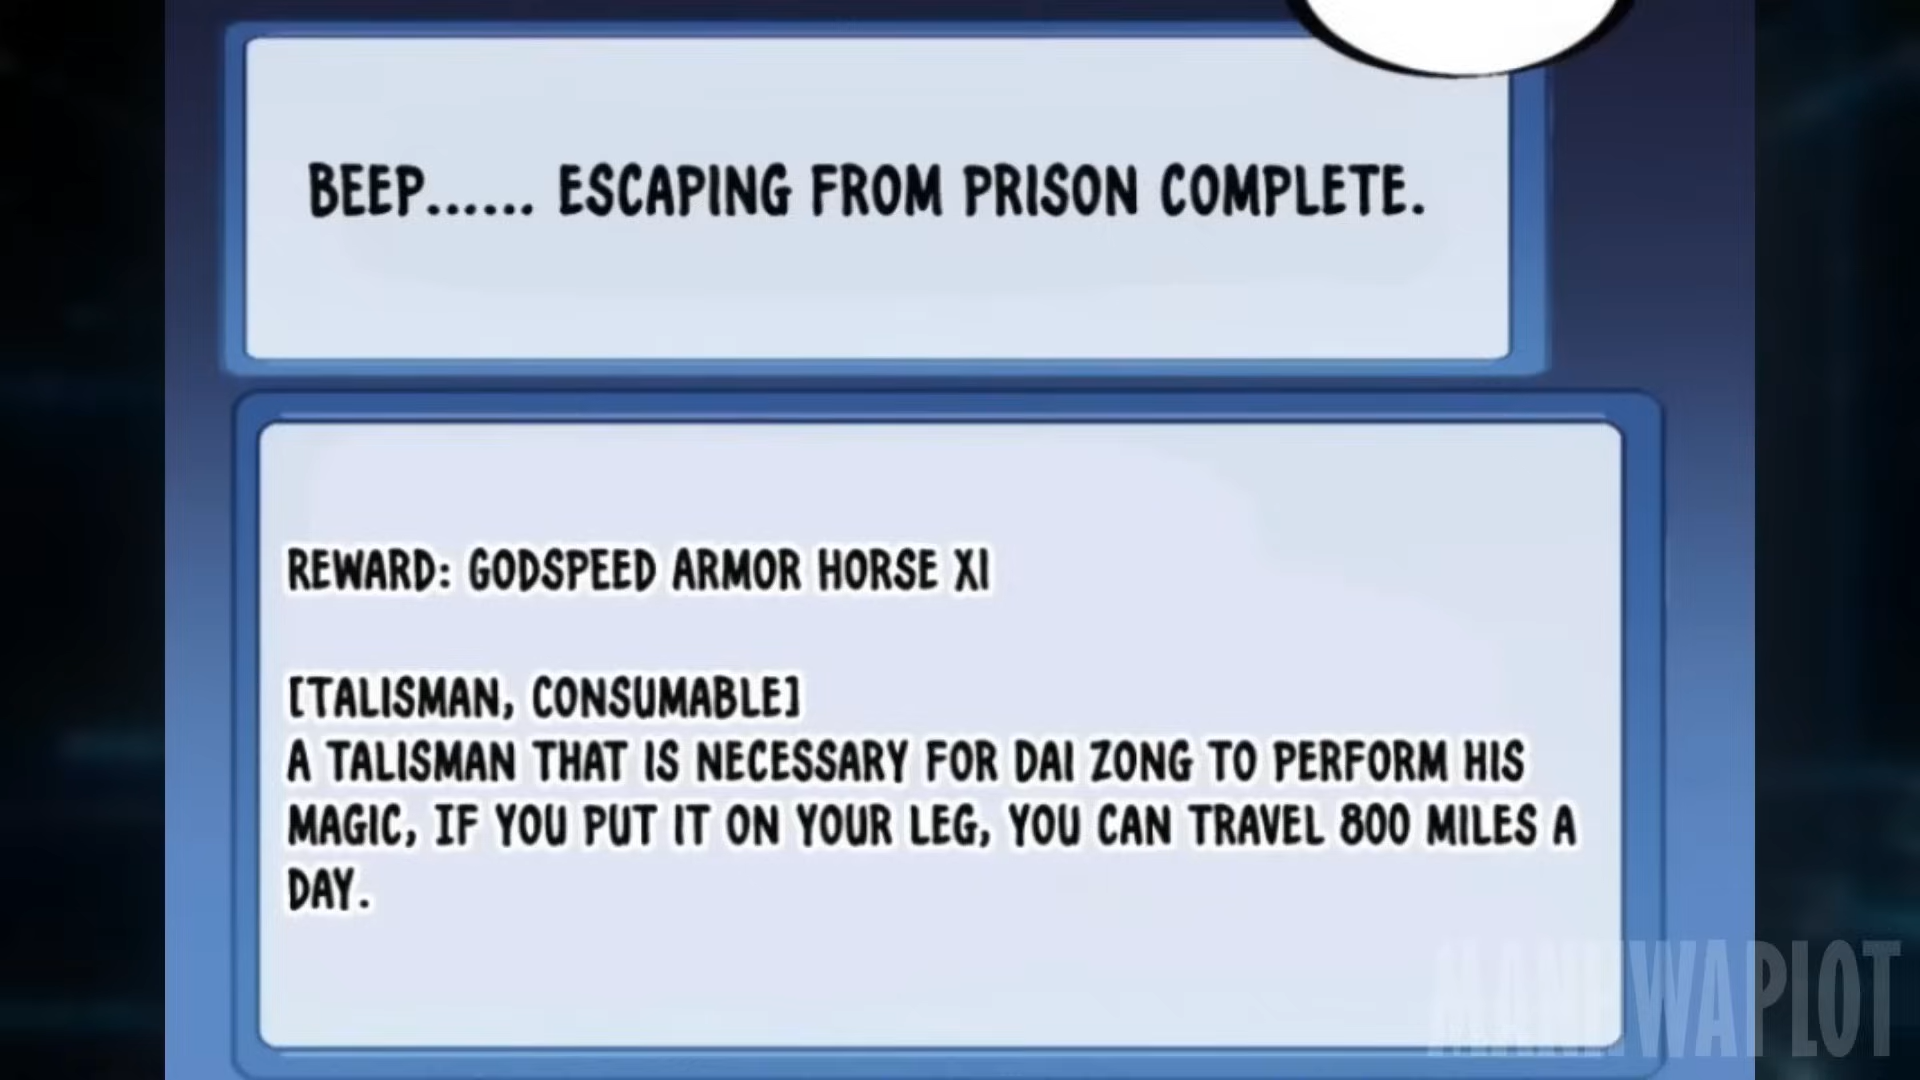 BEEP...... ESCAPING FROM PRISON COMPLETE.
REWARD: GODSPEED ARMOR HORSE X1
[TALISMAN, CONSUMABLE]
A TALISMAN THAT IS NECESSARY FOR DAI ZONG TO PERFORM HIS
MAGIC, IF YOU PUT IT ON YOUR LEG, YOU CAN TRAVEL 800 MILES A
DAY.
MANHWAPLOT